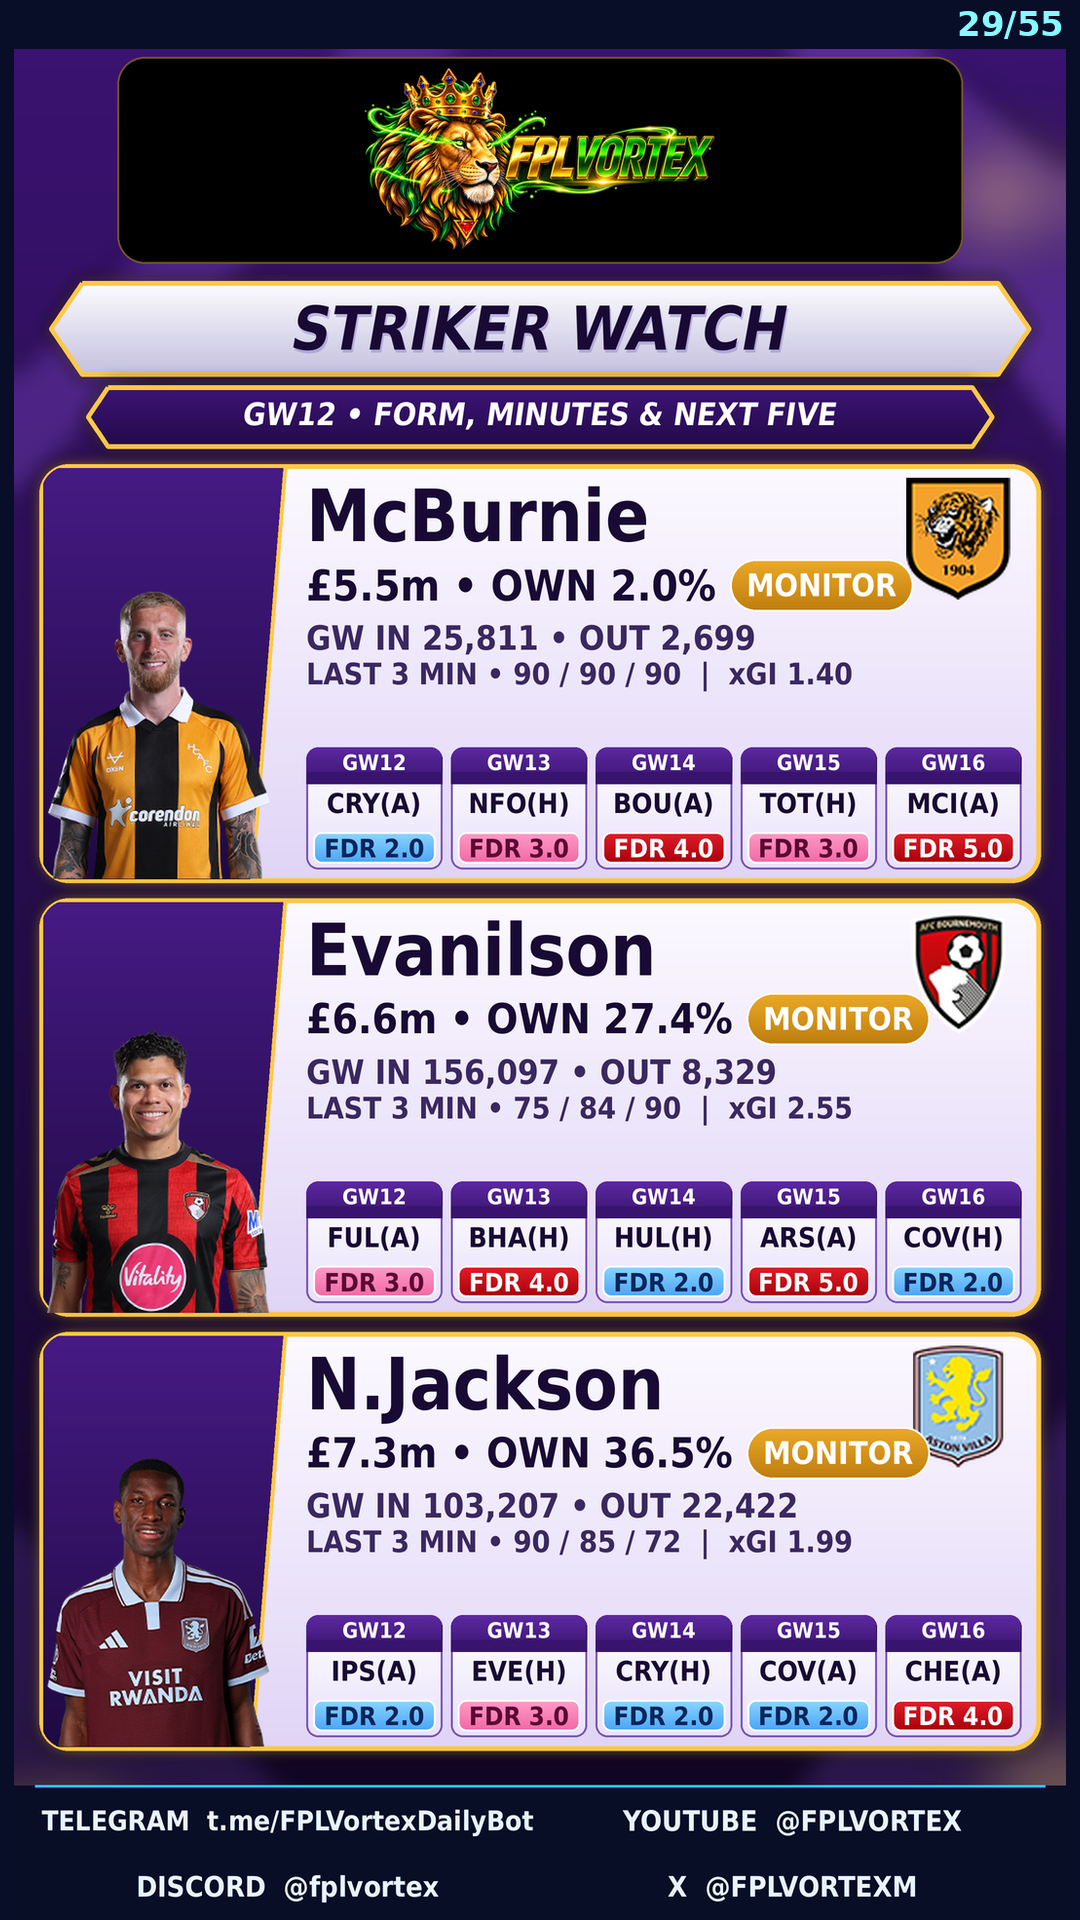 29/55
FPLVORTEX
STRIKER WATCH
GW12 • FORM, MINUTES & NEXT FIVE
McBurnie
1904
£5.5m • OWN 2.0% MONITOR
GW IN 25,811 • OUT 2,699
LAST 3 MIN • 90 / 90 / 90 | xGI 1.40
OXEN
corendon
AIRLINES
GW12 GW13 GW14 GW15 GW16
CRY(A) NFO(H) BOU(A) TOT(H) MCI(A)
FDR 2.0 FDR 3.0 FDR 4.0 FDR 3.0 FDR 5.0
Evanilson
AFC BOURNEMOUTH
£6.6m • OWN 27.4% MONITOR
GW IN 156,097 • OUT 8,329
LAST 3 MIN • 75 / 84 / 90 | xGI 2.55
Vitality
GW12 GW13 GW14 GW15 GW16
FUL(A) BHA(H) HUL(H) ARS(A) COV(H)
FDR 3.0 FDR 4.0 FDR 2.0 FDR 5.0 FDR 2.0
N.Jackson
ASTON VILLA
£7.3m • OWN 36.5% MONITOR
GW IN 103,207 • OUT 22,422
LAST 3 MIN • 90 / 85 / 72 | xGI 1.99
VISIT
RWANDA
GW12 GW13 GW14 GW15 GW16
IPS(A) EVE(H) CRY(H) COV(A) CHE(A)
FDR 2.0 FDR 3.0 FDR 2.0 FDR 2.0 FDR 4.0
TELEGRAM t.me/FPLVortexDailyBot YOUTUBE @FPLVORTEX
DISCORD @fplvortex X @FPLVORTEXM